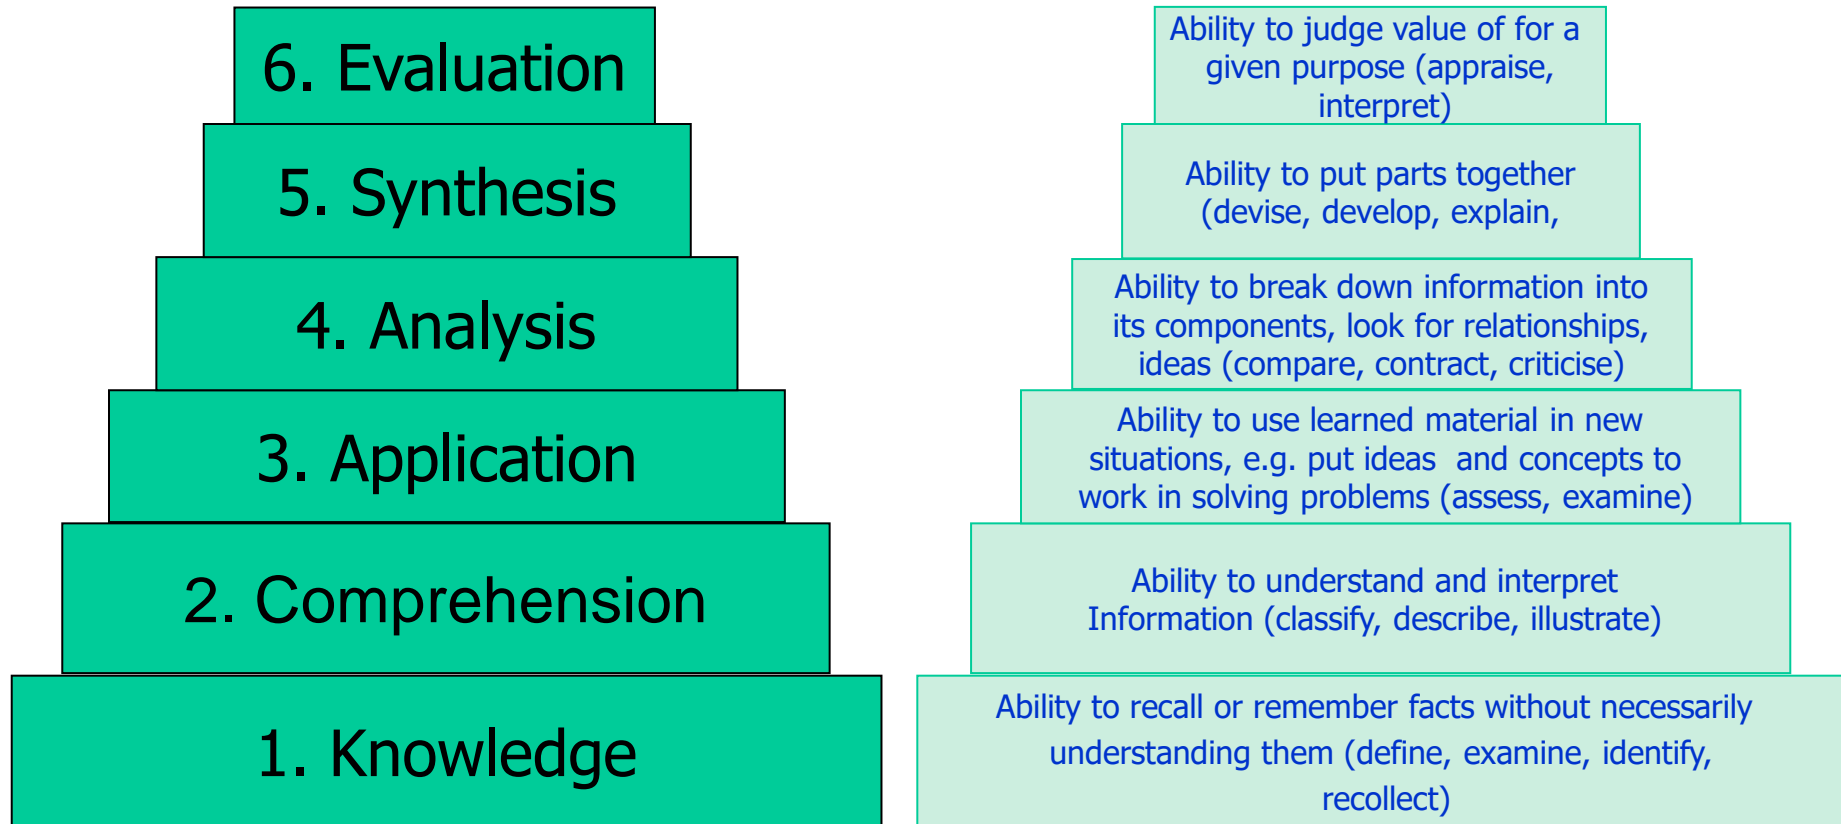 6. Evaluation
Ability to judge value of for a
given purpose (appraise,
interpret)
5. Synthesis
Ability to put parts together
(devise, develop, explain,
4. Analysis
Ability to break down information into
its components, look for relationships,
ideas (compare, contract, criticise)
3. Application
Ability to use learned material in new
situations, e.g. put ideas and concepts to
work in solving problems (assess, examine)
2. Comprehension
Ability to understand and interpret
Information (classify, describe, illustrate)
1. Knowledge
Ability to recall or remember facts without necessarily
understanding them (define, examine, identify,
recollect)